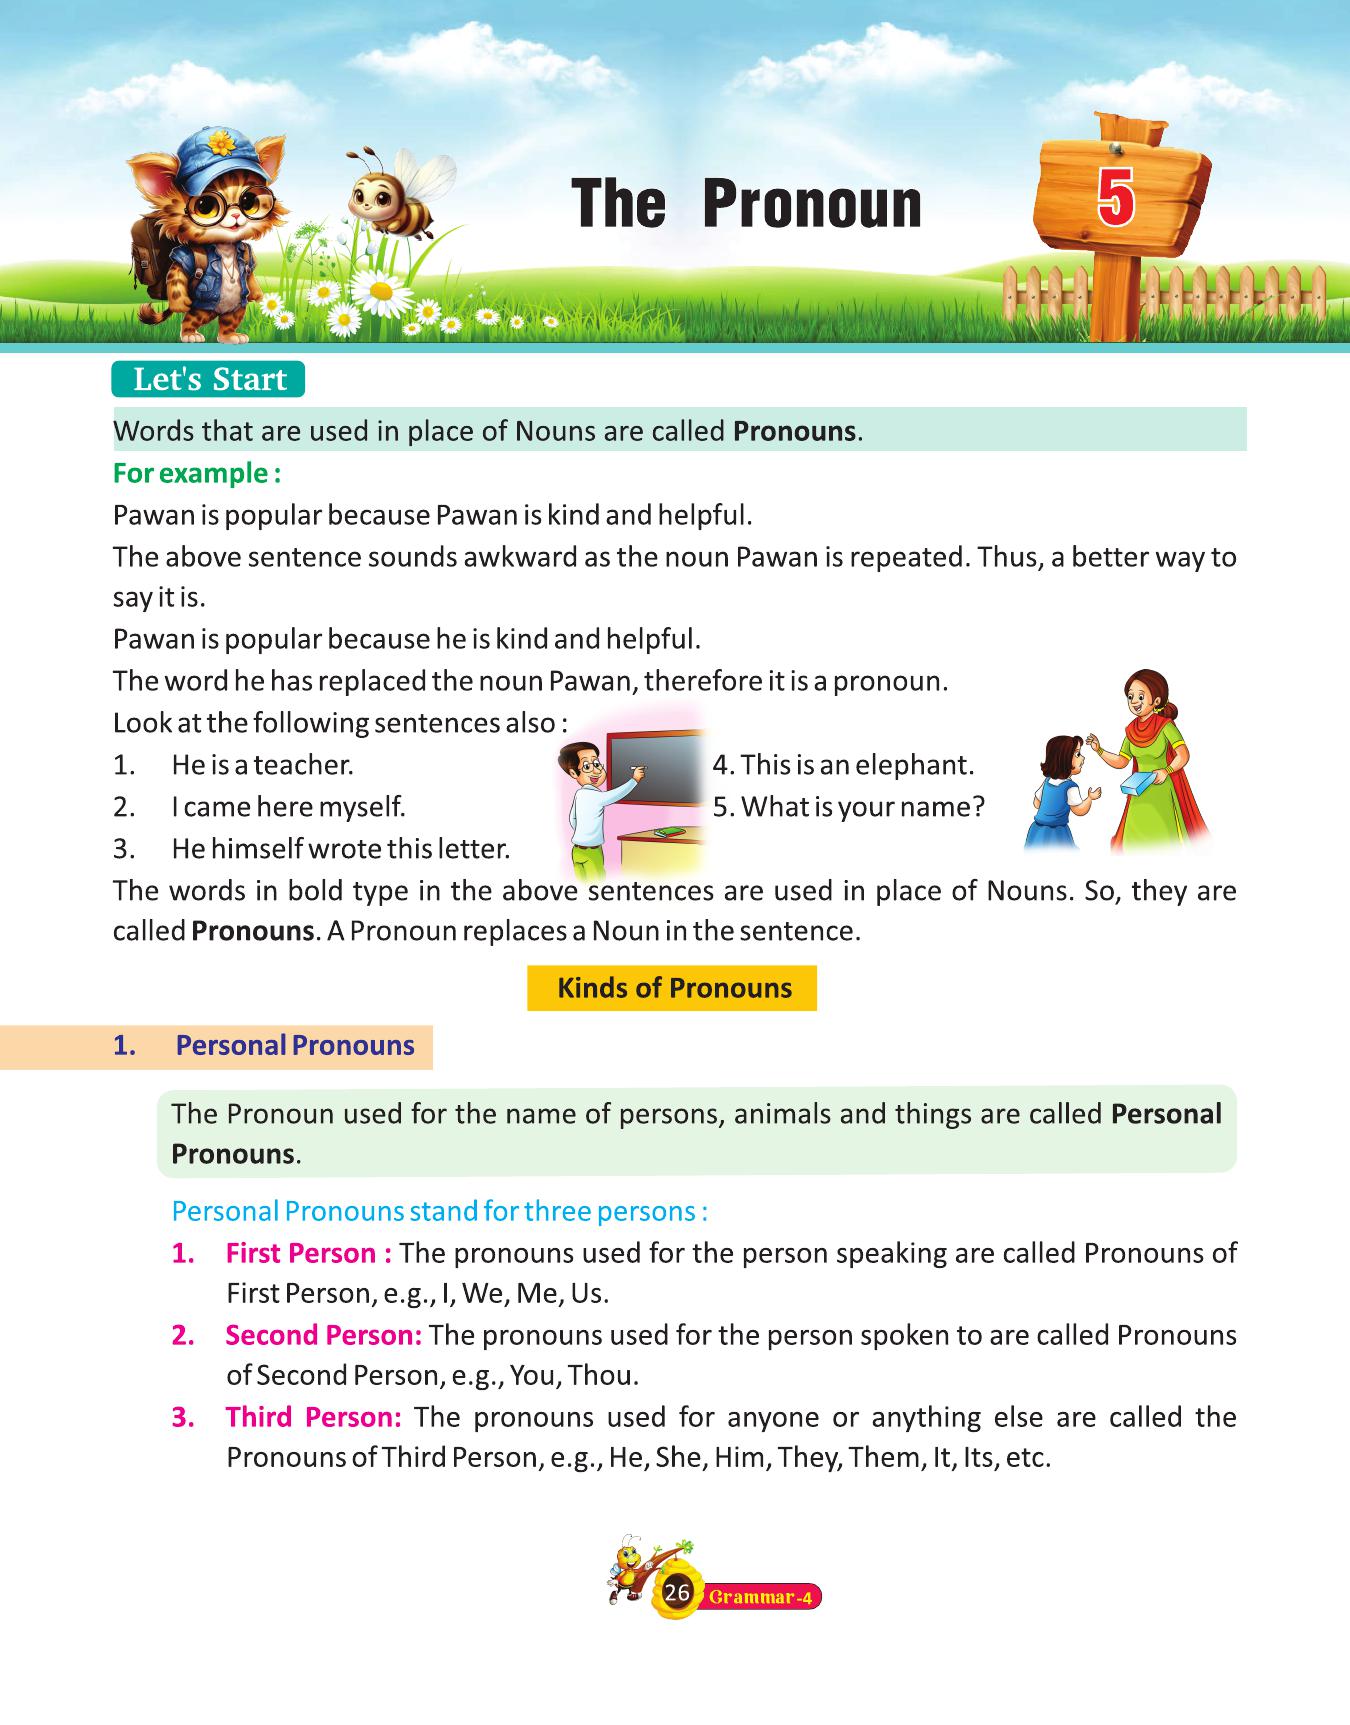 The Pronoun
5
Let's Start
Words that are used in place of Nouns are called Pronouns.
For example :
Pawan is popular because Pawan is kind and helpful.
The above sentence sounds awkward as the noun Pawan is repeated. Thus, a better way to
say it is.
Pawan is popular because he is kind and helpful.
The word he has replaced the noun Pawan, therefore it is a pronoun.
Look at the following sentences also :
1. He is a teacher.
2. I came here myself.
3. He himself wrote this letter.
4. This is an elephant.
5. What is your name?
The words in bold type in the above sentences are used in place of Nouns. So, they are
called Pronouns. A Pronoun replaces a Noun in the sentence.
Kinds of Pronouns
1. Personal Pronouns
The Pronoun used for the name of persons, animals and things are called Personal
Pronouns.
Personal Pronouns stand for three persons :
1. First Person : The pronouns used for the person speaking are called Pronouns of
First Person, e.g., I, We, Me, Us.
2. Second Person: The pronouns used for the person spoken to are called Pronouns
of Second Person, e.g., You, Thou.
3. Third Person: The pronouns used for anyone or anything else are called the
Pronouns of Third Person, e.g., He, She, Him, They, Them, It, Its, etc.
26
Grammar-4